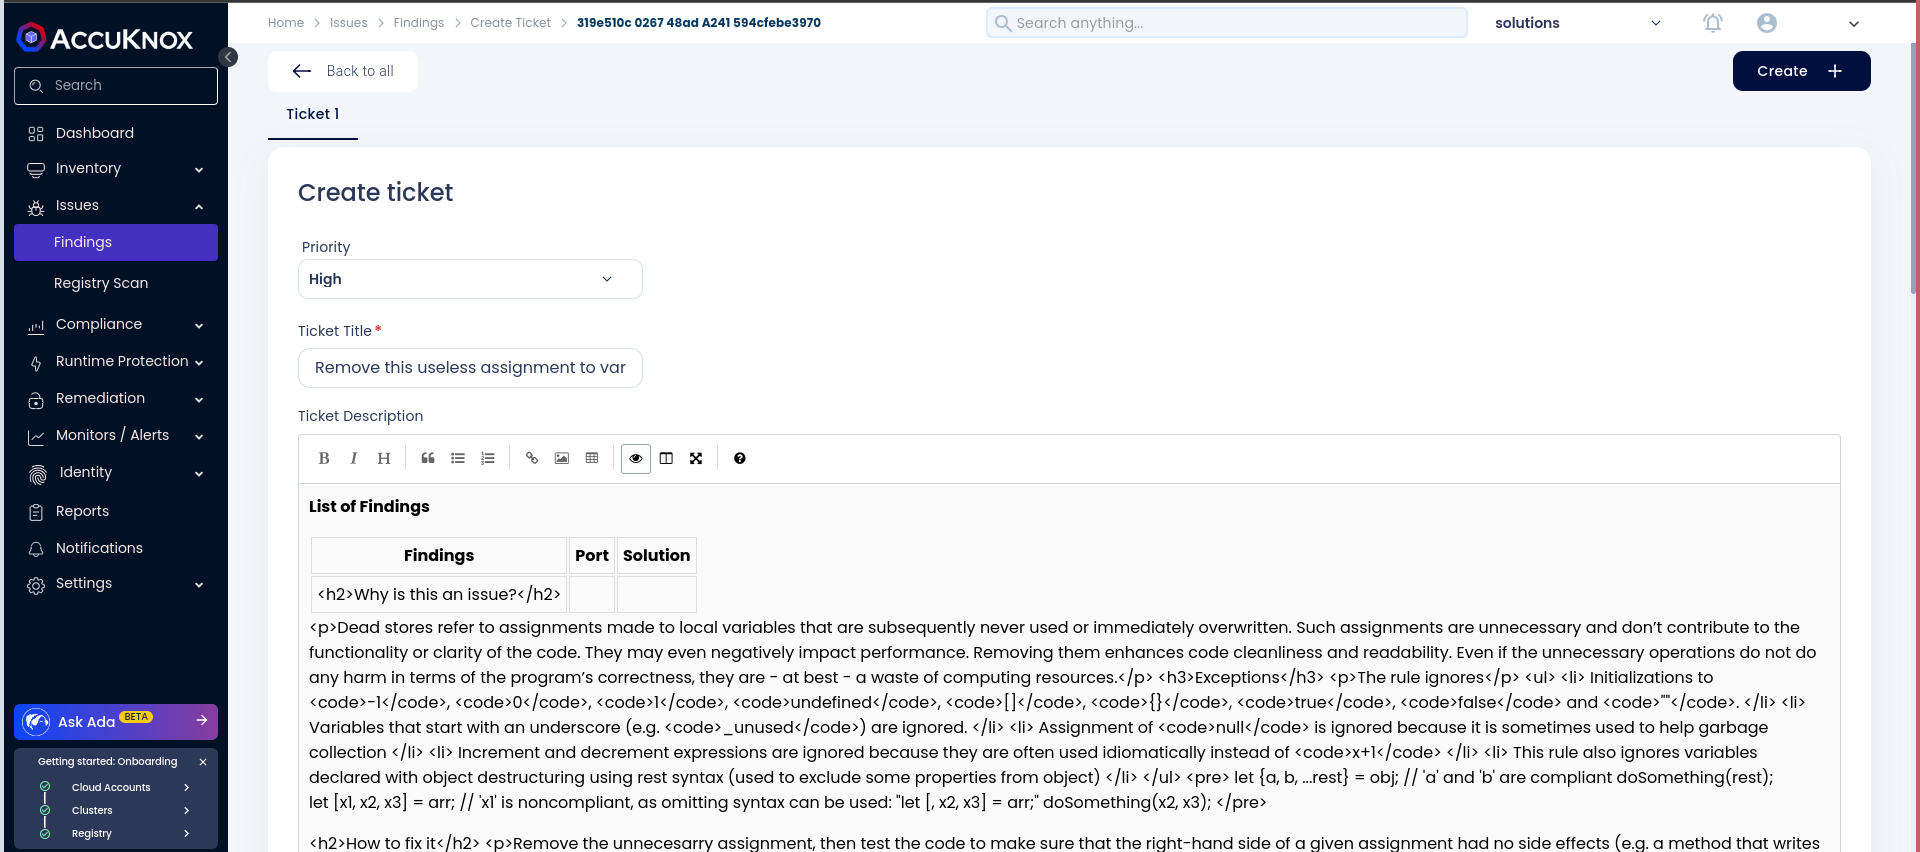 ACCUKNOX
Search
Dashboard
Inventory
Issues
Findings
Registry Scan
Compliance
Runtime Protection
Remediation
Monitors / Alerts
Identity
Reports
Notifications
Settings
Ask Ada BETA
Getting started: Onboarding
Cloud Accounts
Clusters
Registry
Home > Issues > Findings > Create Ticket > 319e510c 0267 48ad A241 594cfebe3970
Search anything...
solutions
Back to all
Create
Ticket 1
Create ticket
Priority
High
Ticket Title*
Remove this useless assignment to var
Ticket Description
B I H
List of Findings
Findings Port Solution
<h2>Why is this an issue?</h2>
<p>Dead stores refer to assignments made to local variables that are subsequently never used or immediately overwritten. Such assignments are unnecessary and don’t contribute to the
functionality or clarity of the code. They may even negatively impact performance. Removing them enhances code cleanliness and readability. Even if the unnecessary operations do not do
any harm in terms of the program’s correctness, they are - at best - a waste of computing resources.</p> <h3>Exceptions</h3> <p>The rule ignores</p> <ul> <li> Initializations to
<code>-1</code>, <code>0</code>, <code>1</code>, <code>undefined</code>, <code>[]</code>, <code>{}</code>, <code>true</code>, <code>false</code> and <code>""</code>. </li> <li>
Variables that start with an underscore (e.g. <code>_unused</code>) are ignored. </li> <li> Assignment of <code>null</code> is ignored because it is sometimes used to help garbage
collection </li> <li> Increment and decrement expressions are ignored because they are often used idiomatically instead of <code>x+1</code> </li> <li> This rule also ignores variables
declared with object destructuring using rest syntax (used to exclude some properties from object) </li> </ul> <pre> let {a, b, ...rest} = obj; // 'a' and 'b' are compliant doSomething(rest);
let [x1, x2, x3] = arr; // 'x1' is noncompliant, as omitting syntax can be used: "let [, x2, x3] = arr;" doSomething(x2, x3); </pre>
<h2>How to fix it</h2> <p>Remove the unnecesarry assignment, then test the code to make sure that the right-hand side of a given assignment had no side effects (e.g. a method that writes